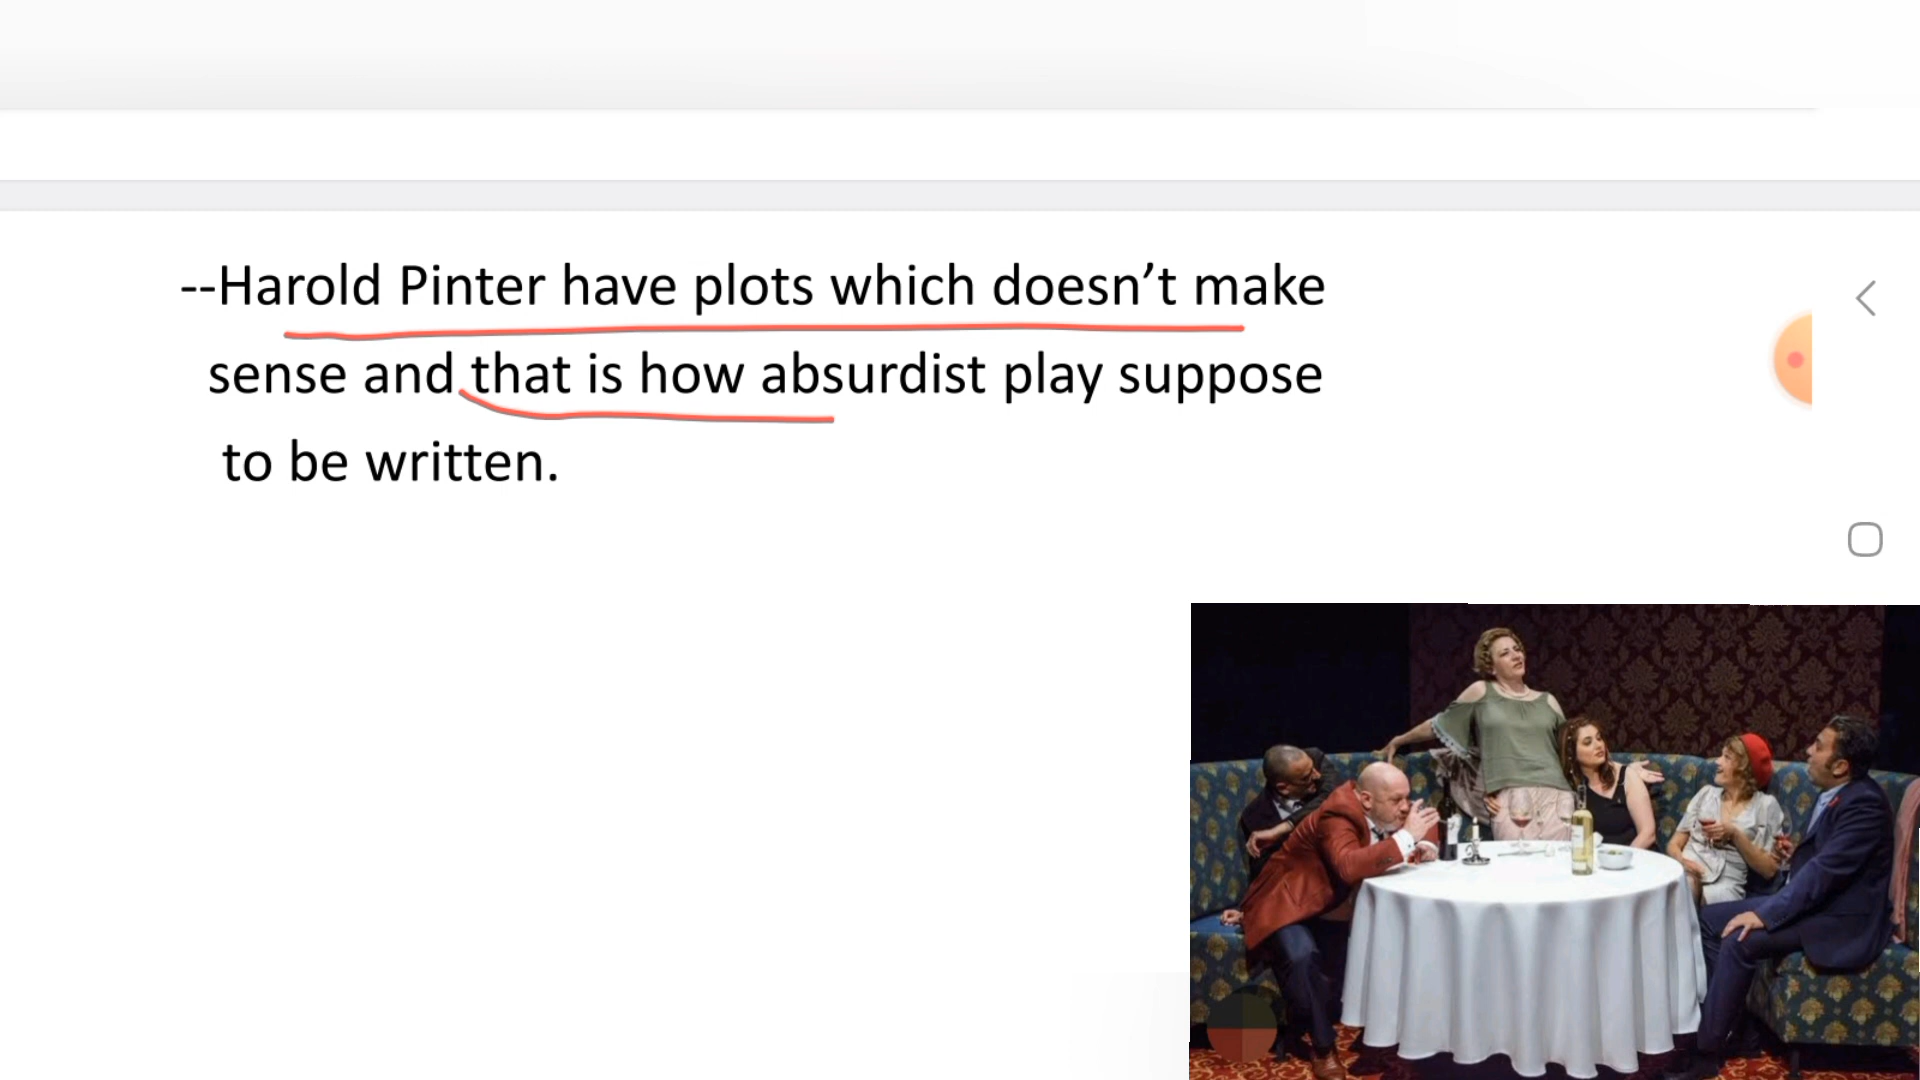 --Harold Pinter have plots which doesn’t make
sense and that is how absurdist play suppose
to be written.